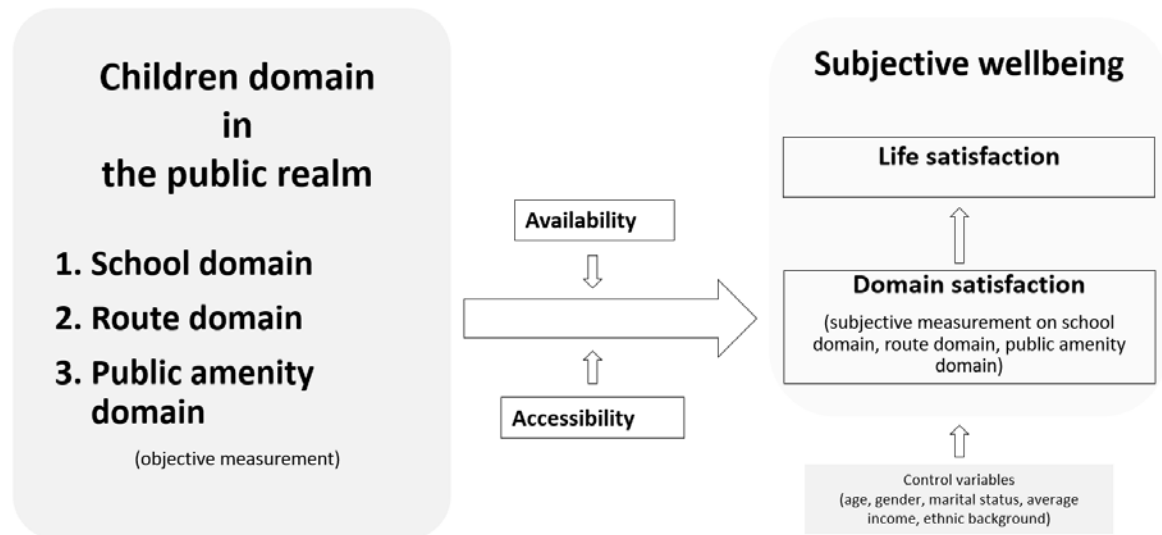 Children domain
in
the public realm
1. School domain
2. Route domain
3. Public amenity
domain
(objective measurement)
Availability
Accessibility
Subjective wellbeing
Life satisfaction
Domain satisfaction
(subjective measurement on school
domain, route domain, public amenity
domain)
Control variables
(age, gender, marital status, average
income, ethnic background)